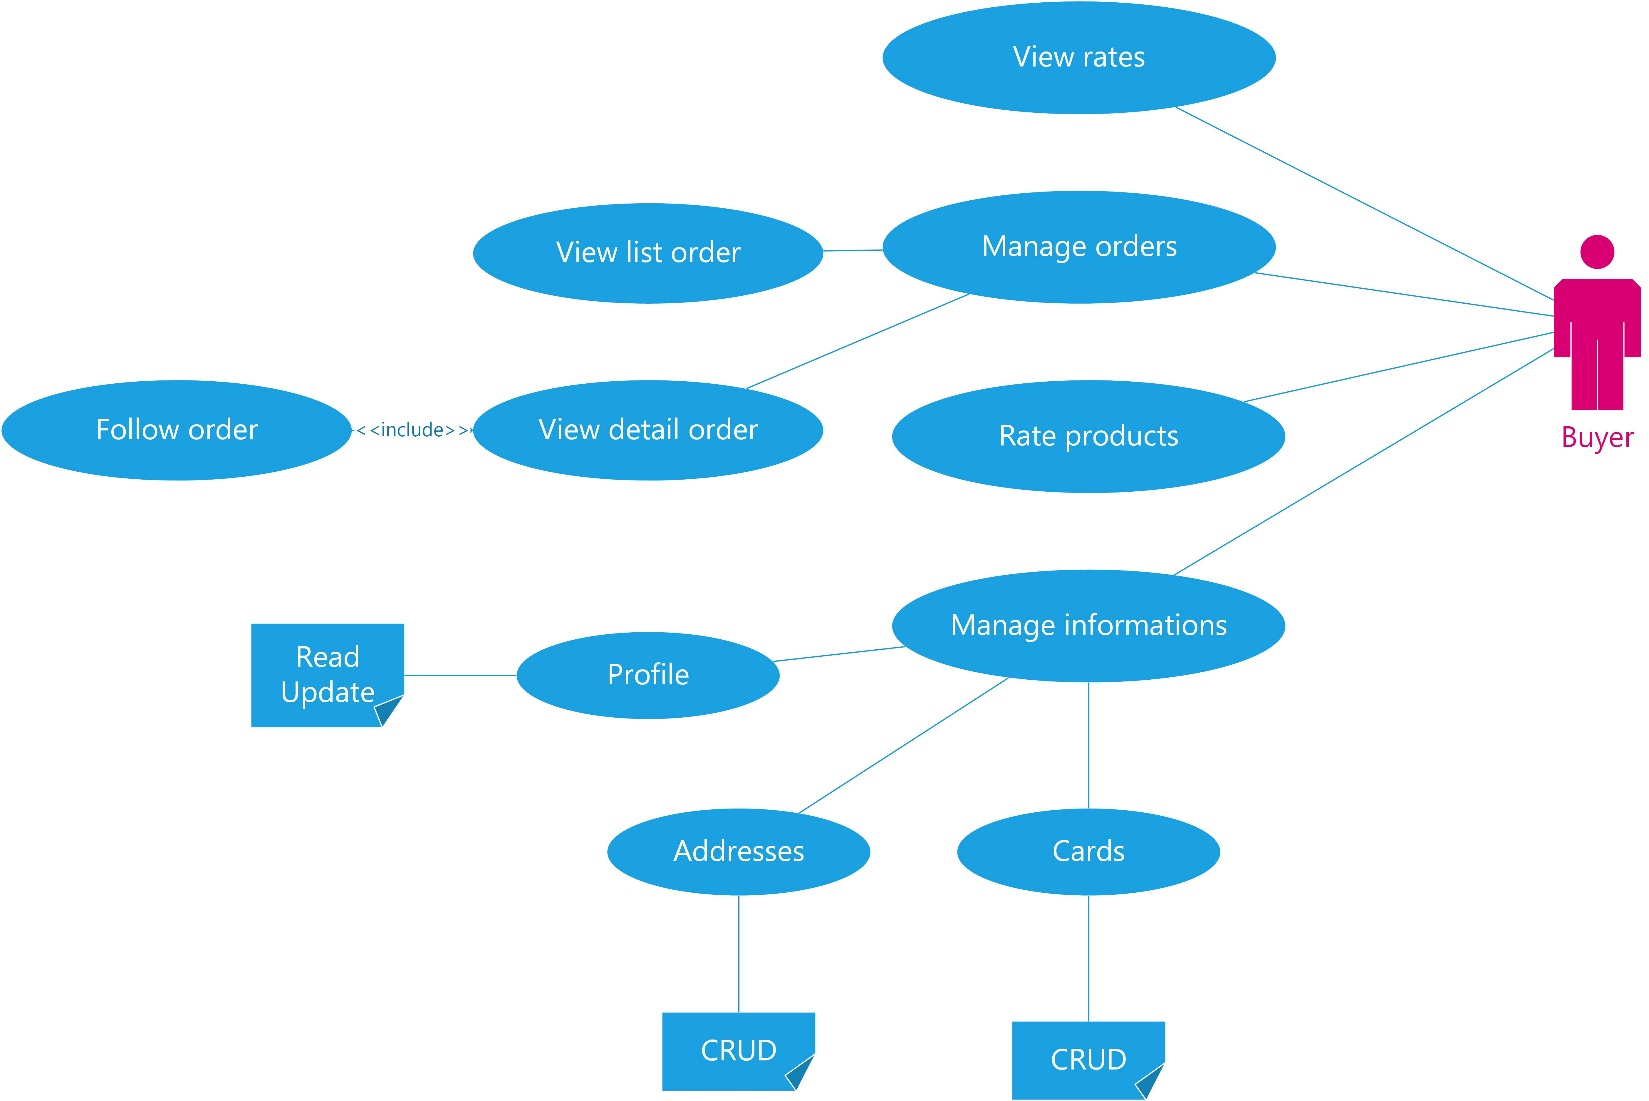 View rates
View list order
Manage orders
Follow order
< <include> >
View detail order
Rate products
Buyer
Manage informations
Read
Update
Profile
Addresses
Cards
CRUD
CRUD